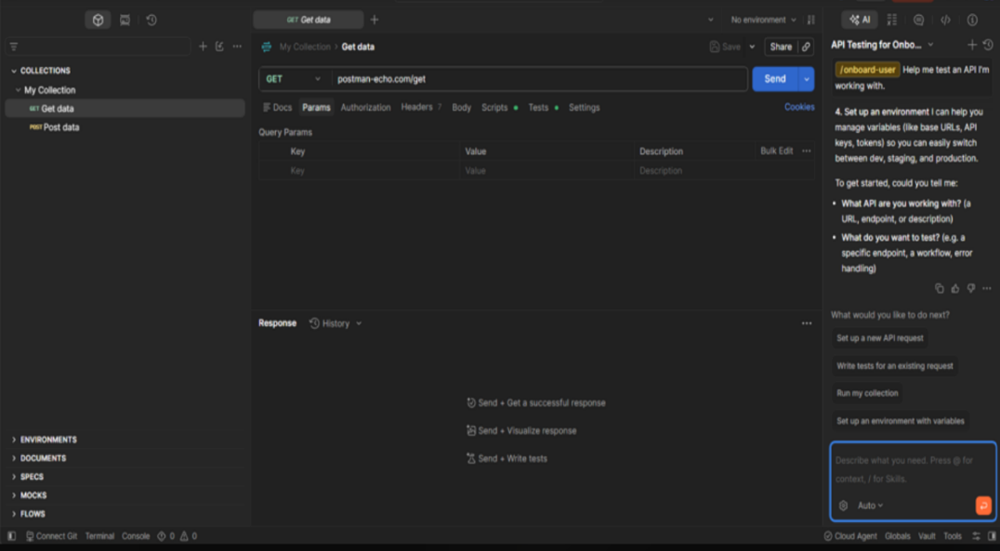 GET Get data
No environment
AI
My Collection > Get data
Save
Share
API Testing for Onbo...
COLLECTIONS
My Collection
GET Get data
POST Post data
GET
postman-echo.com/get
Send
Docs Params Authorization Headers 7 Body Scripts Tests Settings
Cookies
Query Params
Key Value Description Bulk Edit
Key Value Description
Response
History
Send + Get a successful response
Send + Visualize response
Send + Write tests
ENVIRONMENTS
DOCUMENTS
SPECS
MOCKS
FLOWS
/onboard-user Help me test an API I'm
working with.
4. Set up an environment I can help you
manage variables (like base URLs, API
keys, tokens) so you can easily switch
between dev, staging, and production.
To get started, could you tell me:
• What API are you working with? (a
URL, endpoint, or description)
• What do you want to test? (e.g. a
specific endpoint, a workflow, error
handling)
What would you like to do next?
Set up a new API request
Write tests for an existing request
Run my collection
Set up an environment with variables
Describe what you need. Press @ for
context, / for Skills.
Auto
Connect Git Terminal Console 0 0
Cloud Agent Globals Vault Tools